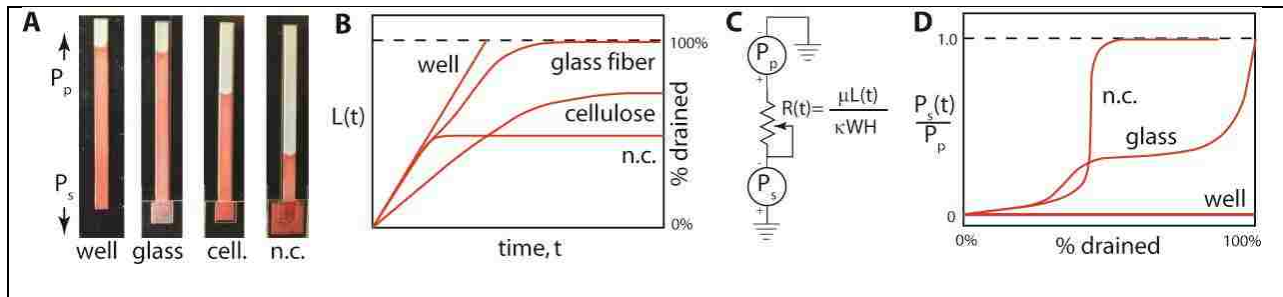 A
Pp
Ps
well glass cell. n.c.
B
L(t)
well
glass fiber
cellulose
n.c.
100%
% drained
0%
time, t
C
Pp
+
R(t)= μL(t)
κWH
-
Ps
+
D
1.0
Ps(t)
Pp
0
n.c.
glass
well
0% % drained 100%